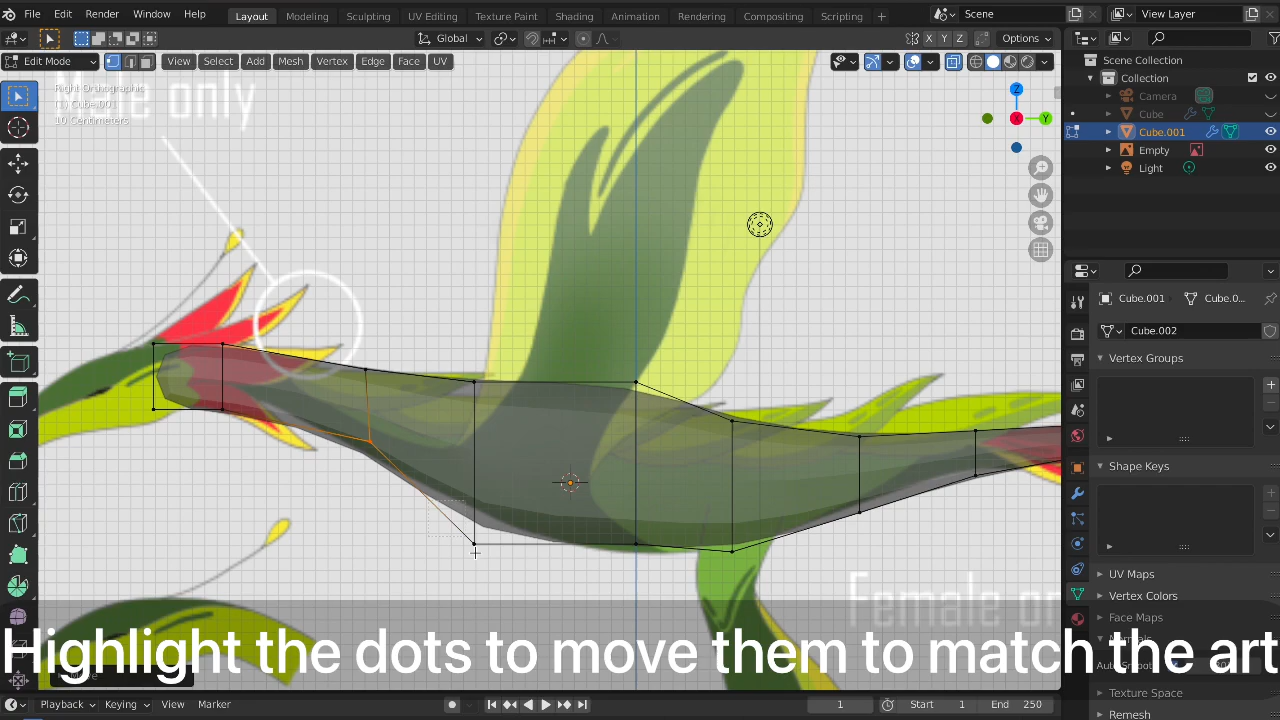 File Edit Render Window Help Layout Modeling Sculpting UV Editing Texture Paint Shading Animation Rendering Compositing Scripting + Scene View Layer
Global X Y Z Options
Edit Mode View Select Add Mesh Vertex Edge Face UV
Scene Collection
Collection
Camera
Cube
Cube.001
Empty
Light
Male only
Right Orthographic
(1) Cube.001
10 Centimeters
Z
X
Y
Cube.001 Cube.0...
Cube.002
Vertex Groups
Shape Keys
UV Maps
Vertex Colors
Face Maps
Normals
Auto Smooth
Texture Space
Remesh
Female on
Highlight the dots to move them to match the art
Move
Playback Keying View Marker 1 Start 1 End 250